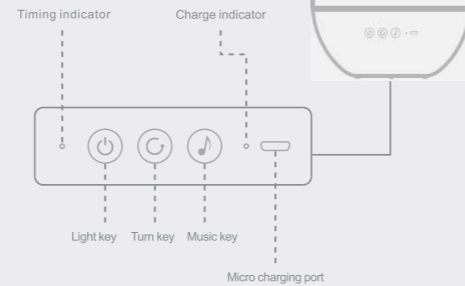 Timing indicator
Charge indicator
Light key
Turn key
Music key
Micro charging port